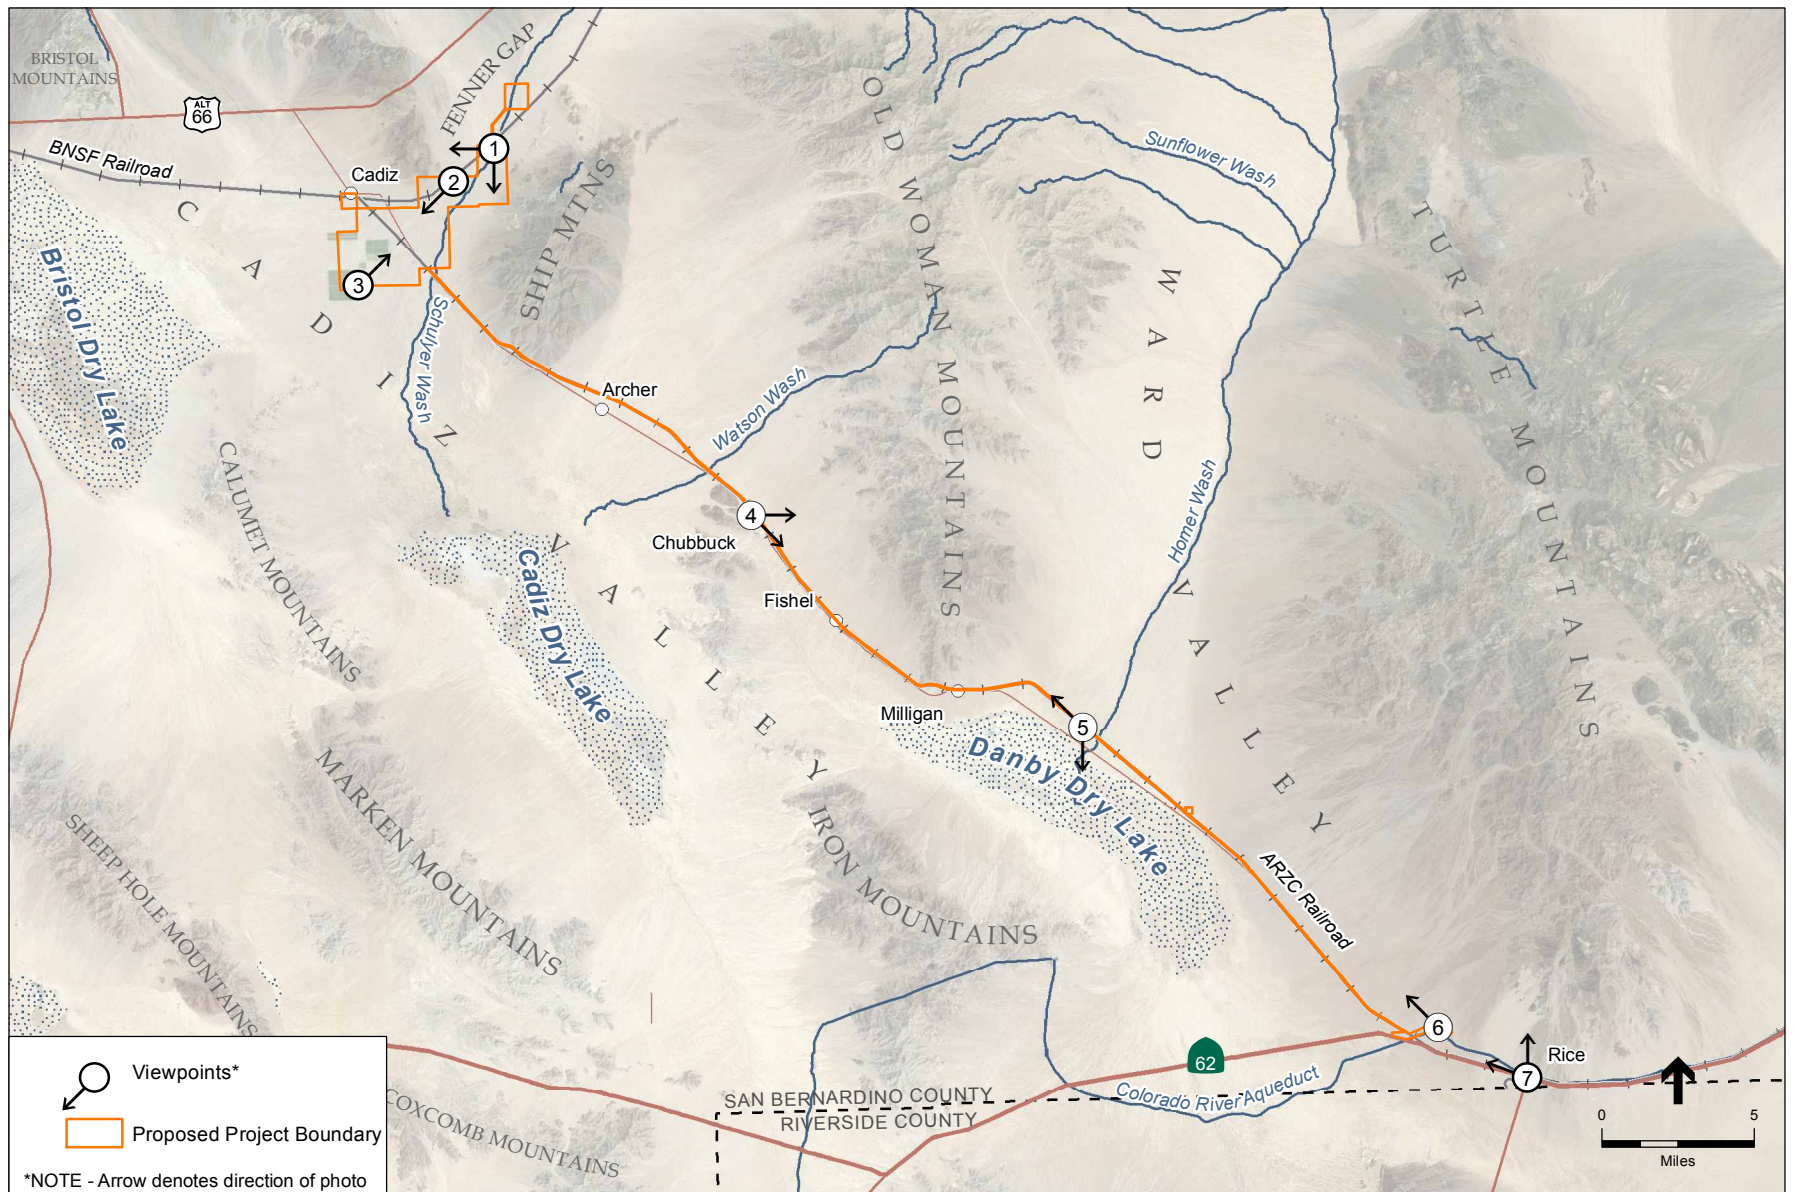 BRISTOL
MOUNTAINS
ALT
66
FENNER GAP
BNSF Railroad
Cadiz
1
2
3
SHIP MTNS
OLD WOMAN MOUNTAINS
Sunflower Wash
TURTLE MOUNTAINS
WARD VALLEY
CADIZ VALLEY
Bristol Dry Lake
Schulyer Wash
Archer
Watson Wash
Homer Wash
CALUMET MOUNTAINS
4
Chubbuck
Cadiz Dry Lake
Fishel
Milligan
5
Danby Dry Lake
MARKEN MOUNTAINS
SHEEP HOLE MOUNTAINS
IRON MOUNTAINS
ARZC Railroad
6
62
Rice
7
Colorado River Aqueduct
SAN BERNARDINO COUNTY
RIVERSIDE COUNTY
COXCOMB MOUNTAINS
Viewpoints*
Proposed Project Boundary
*NOTE - Arrow denotes direction of photo
0 5
Miles